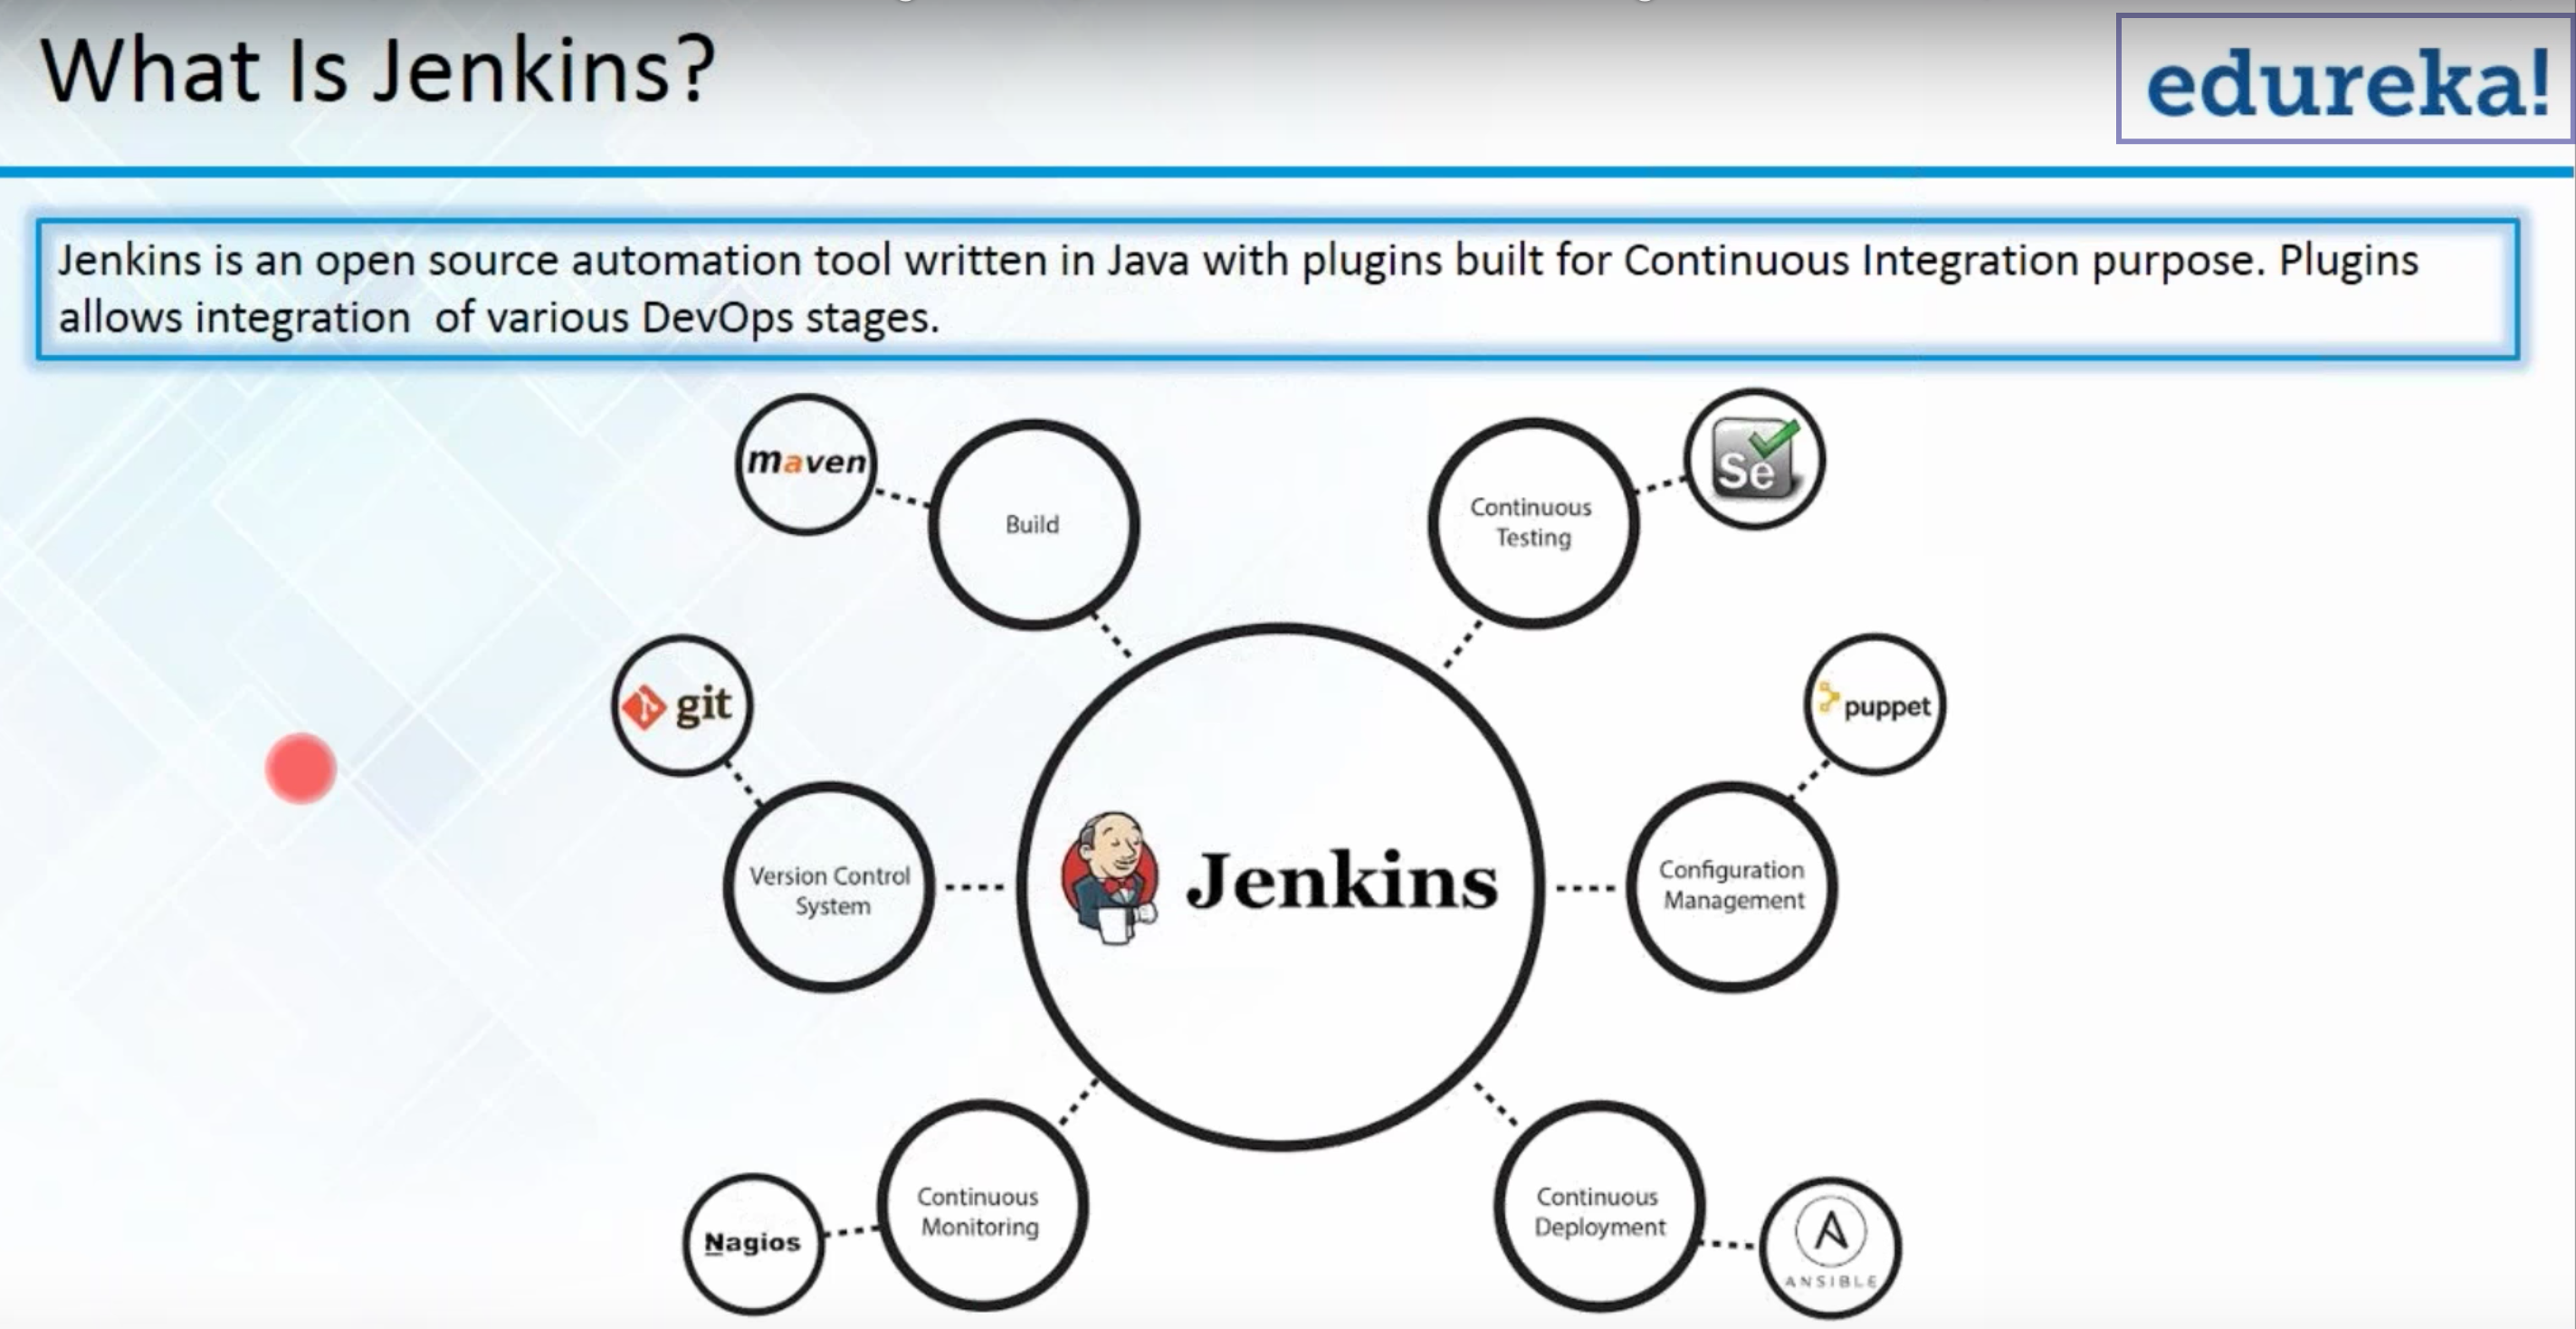 What Is Jenkins?
edureka!
Jenkins is an open source automation tool written in Java with plugins built for Continuous Integration purpose. Plugins
allows integration  of various DevOps stages.
maven
Build
Continuous
Testing
Se
git
puppet
Version Control
System
Jenkins
Configuration
Management
Nagios
Continuous
Monitoring
Continuous
Deployment
A
ANSIBLE